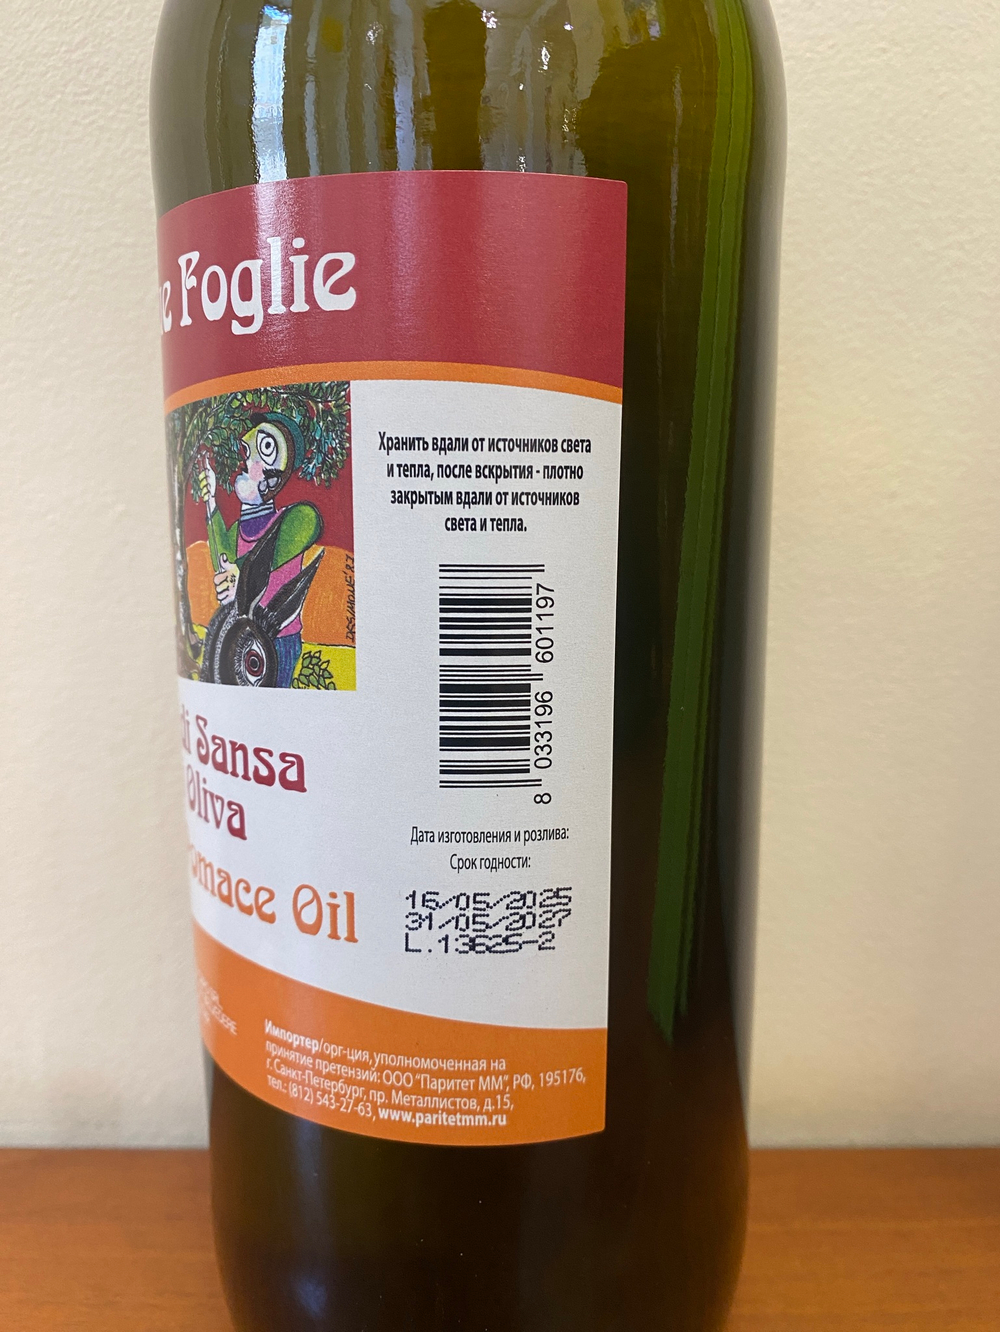 Foglie
Хранить вдали от источников света
и тепла, после вскрытия - плотно
закрытым вдали от источников
света и тепла.
DESIMONE'87
8 033196 601197
di Sansa
Oliva
Oil
Дата изготовления и розлива:
Срок годности:
16/05/2025
31/05/2027
L.13625-2
Импортер/орг-ция, уполномоченная на
принятие претензий: ООО "Паритет ММ", РФ, 195176,
г. Санкт-Петербург, пр. Металлистов, д.15,
тел.: (812) 543-27-63, www.paritetmm.ru